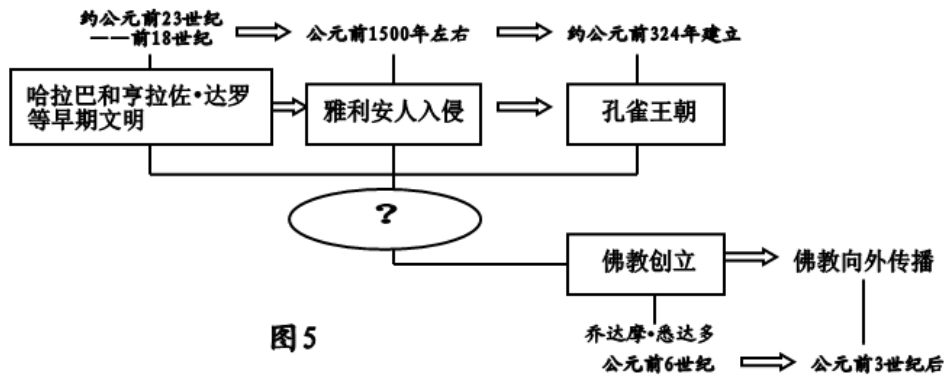 约公元前23世纪
——前18世纪
公元前1500年左右
约公元前324年建立
哈拉巴和亨拉佐·达罗
等早期文明
雅利安人入侵
孔雀王朝
?
佛教创立
佛教向外传播
乔达摩·悉达多
图5
公元前6世纪
公元前3世纪后